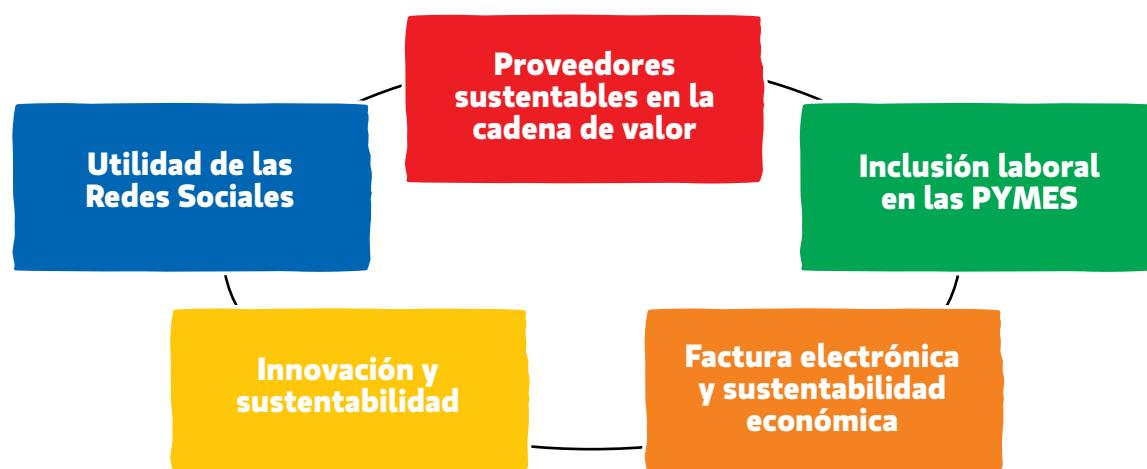 Proveedores
sustentables en la
cadena de valor
Utilidad de las
Redes Sociales
Inclusión laboral
en las PYMES
Innovación y
sustentabilidad
Factura electrónica
y sustentabilidad
económica